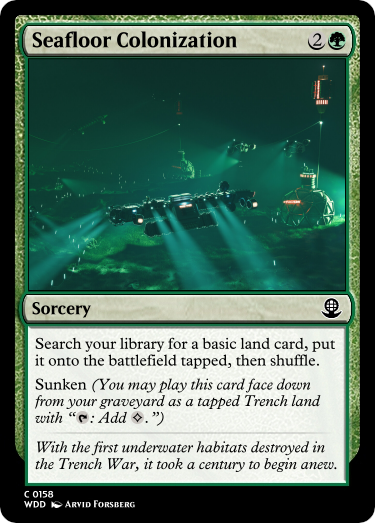 Seafloor Colonization 2
Sorcery
Search your library for a basic land card, put
it onto the battlefield tapped, then shuffle.
Sunken (You may play this card face down
from your graveyard as a tapped Trench land
with “: Add .”)
With the first underwater habitats destroyed in
the Trench War, it took a century to begin anew.
C 0158
WDD Arvid Forsberg